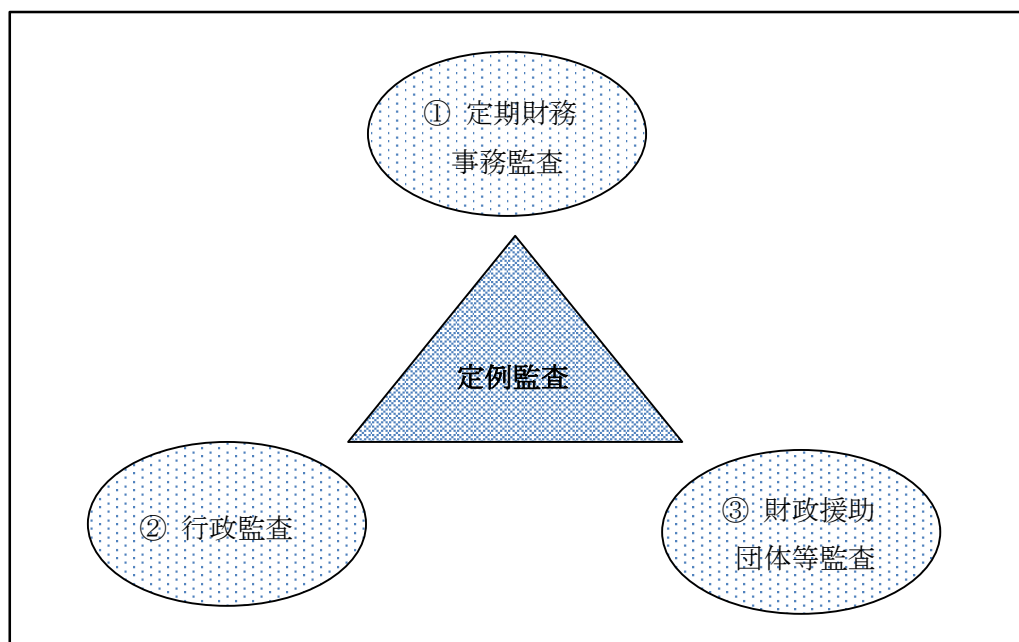 ① 定期財務
事務監査
定例監査
② 行政監査
③ 財政援助
団体等監査